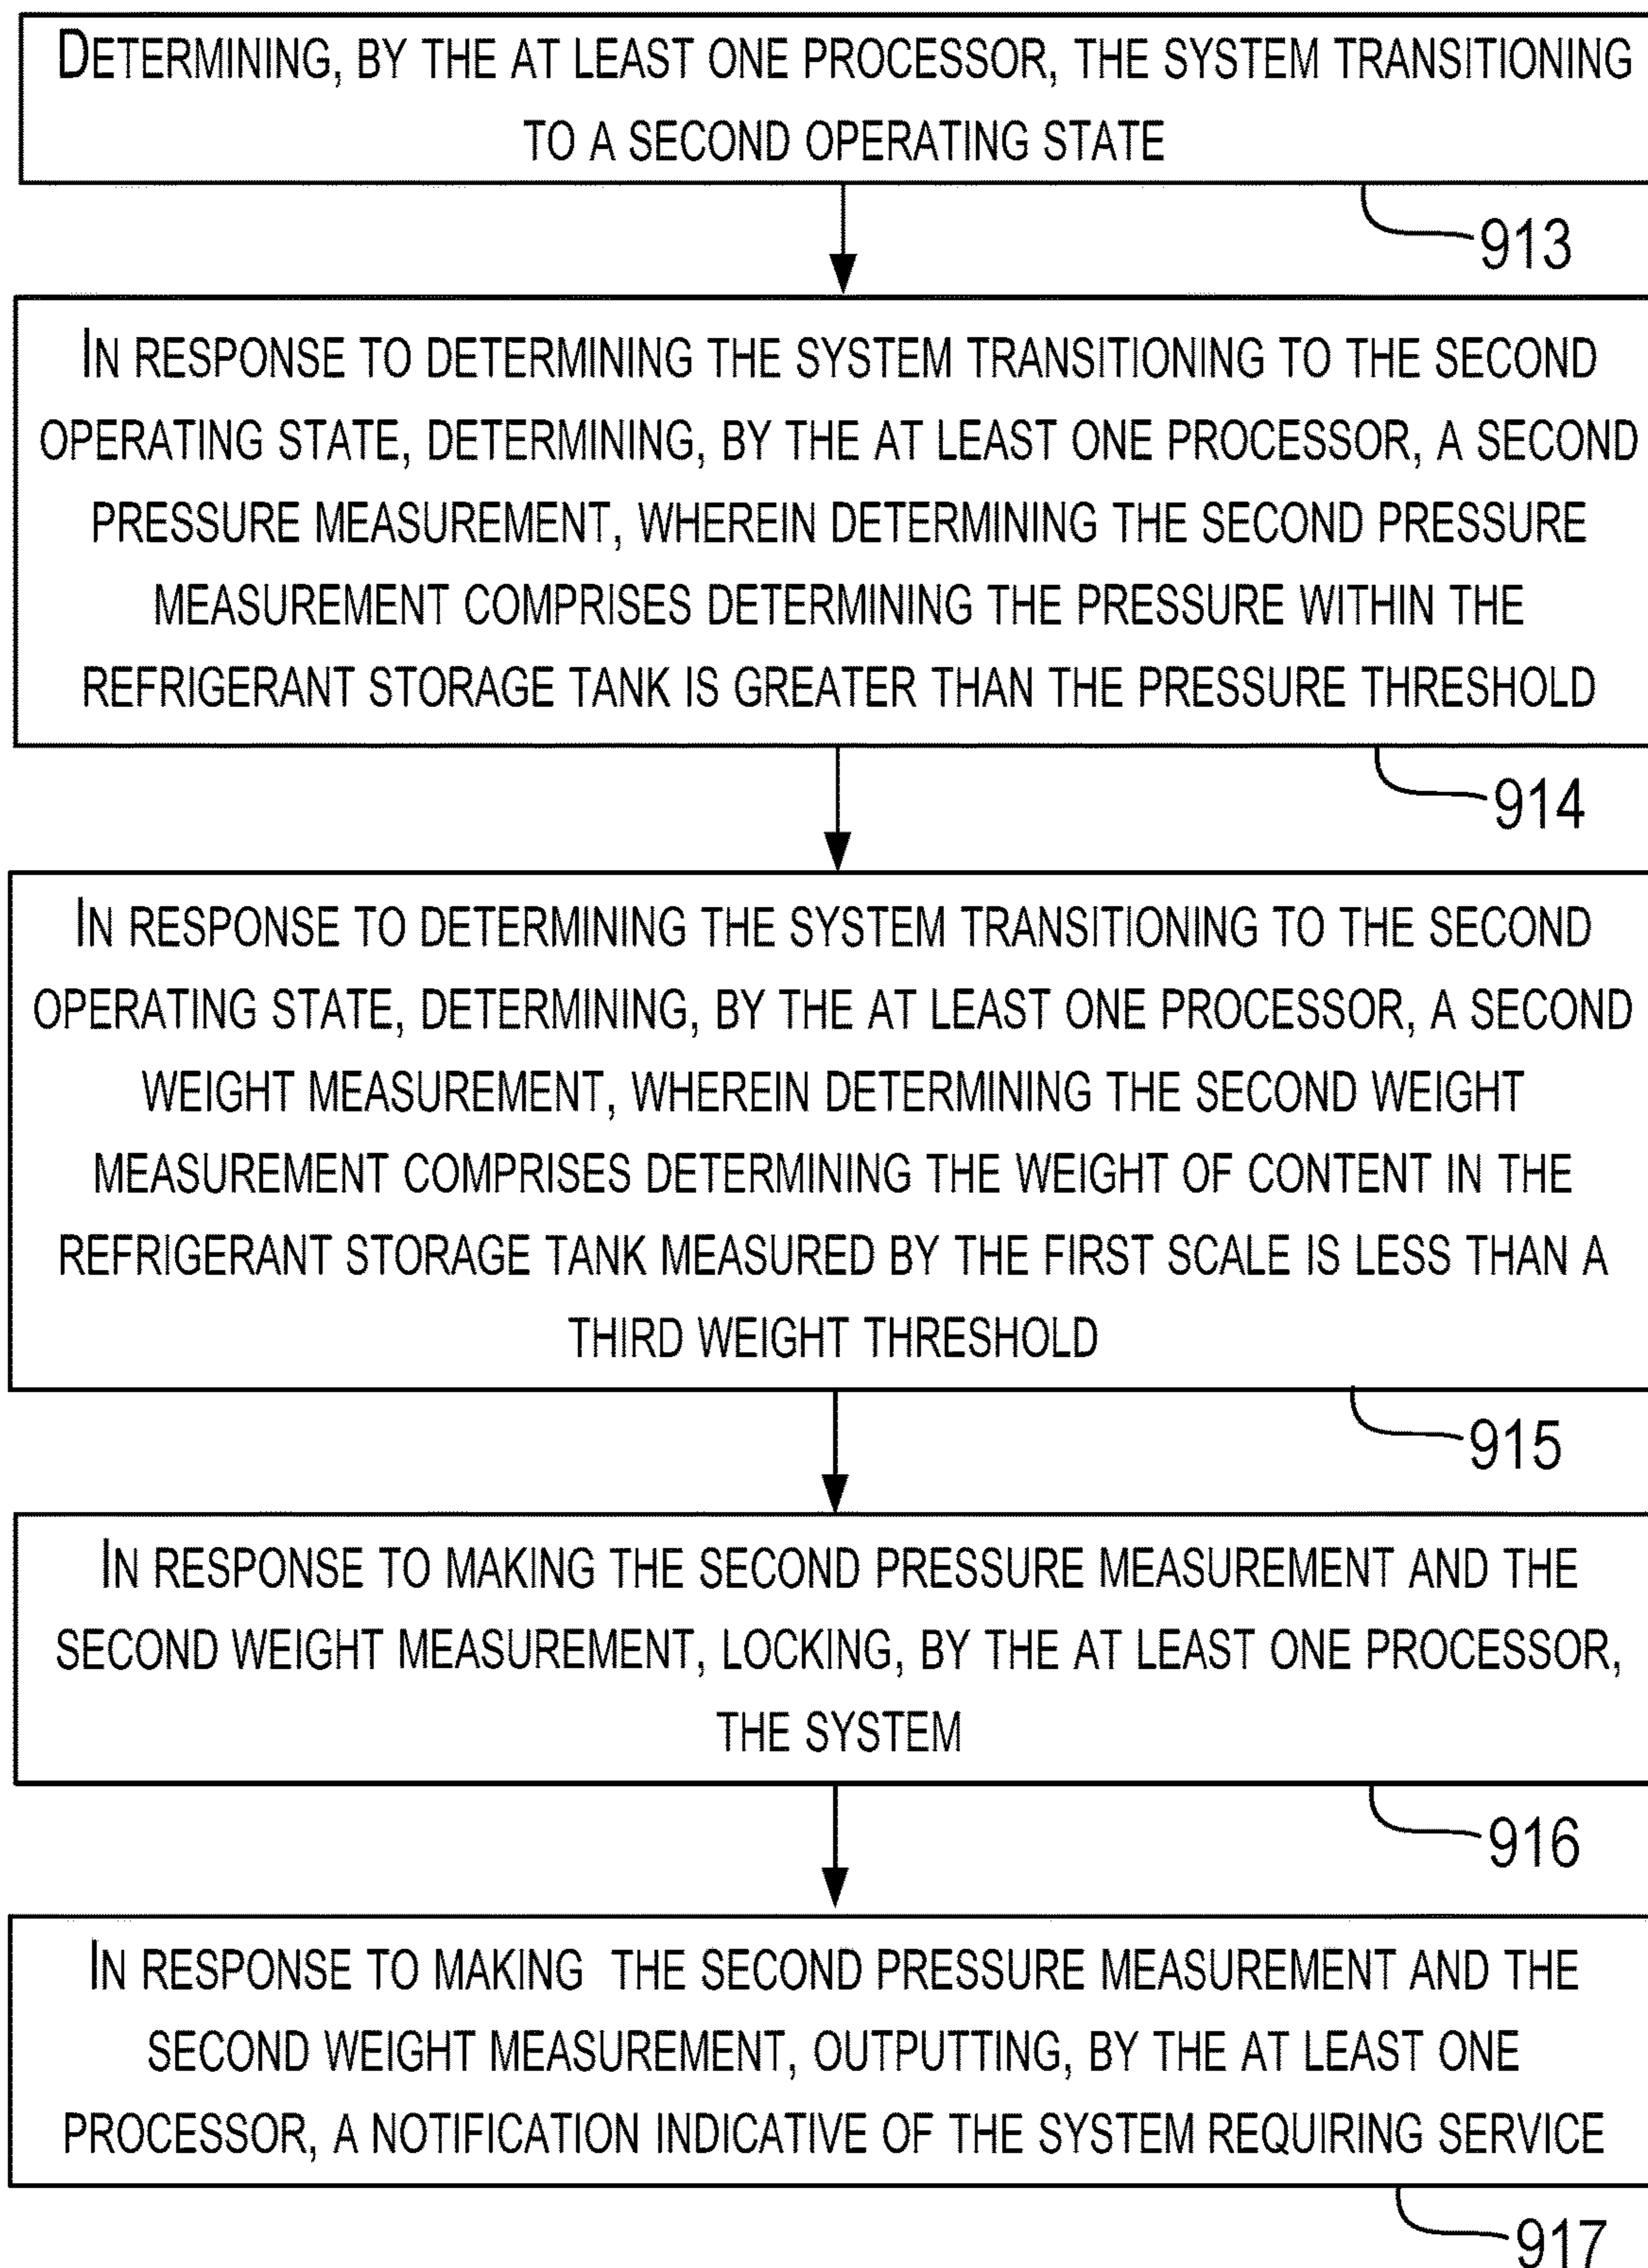 DETERMINING, BY THE AT LEAST ONE PROCESSOR, THE SYSTEM TRANSITIONING
TO A SECOND OPERATING STATE
913
IN RESPONSE TO DETERMINING THE SYSTEM TRANSITIONING TO THE SECOND
OPERATING STATE, DETERMINING, BY THE AT LEAST ONE PROCESSOR, A SECOND
PRESSURE MEASUREMENT, WHEREIN DETERMINING THE SECOND PRESSURE
MEASUREMENT COMPRISES DETERMINING THE PRESSURE WITHIN THE
REFRIGERANT STORAGE TANK IS GREATER THAN THE PRESSURE THRESHOLD
914
IN RESPONSE TO DETERMINING THE SYSTEM TRANSITIONING TO THE SECOND
OPERATING STATE, DETERMINING, BY THE AT LEAST ONE PROCESSOR, A SECOND
WEIGHT MEASUREMENT, WHEREIN DETERMINING THE SECOND WEIGHT
MEASUREMENT COMPRISES DETERMINING THE WEIGHT OF CONTENT IN THE
REFRIGERANT STORAGE TANK MEASURED BY THE FIRST SCALE IS LESS THAN A
THIRD WEIGHT THRESHOLD
915
IN RESPONSE TO MAKING THE SECOND PRESSURE MEASUREMENT AND THE
SECOND WEIGHT MEASUREMENT, LOCKING, BY THE AT LEAST ONE PROCESSOR,
THE SYSTEM
916
IN RESPONSE TO MAKING THE SECOND PRESSURE MEASUREMENT AND THE
SECOND WEIGHT MEASUREMENT, OUTPUTTING, BY THE AT LEAST ONE
PROCESSOR, A NOTIFICATION INDICATIVE OF THE SYSTEM REQUIRING SERVICE
917